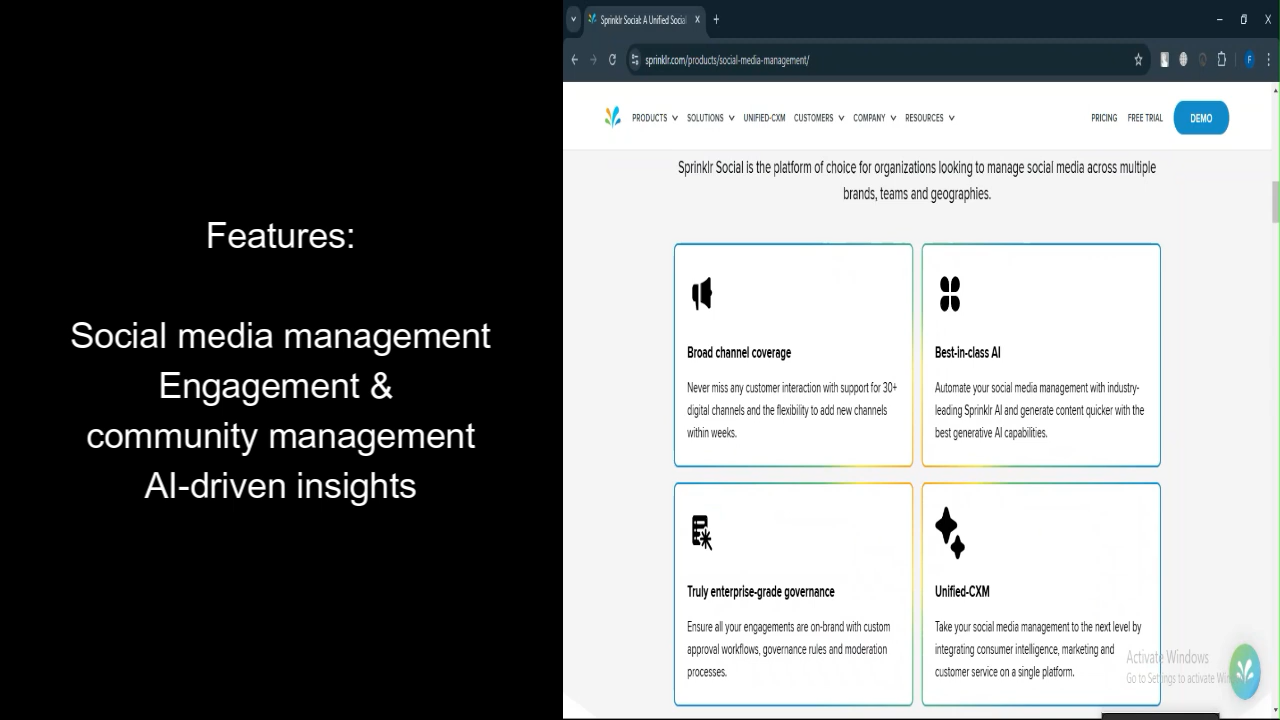 Features:
Social media management
Engagement &
community management
AI-driven insights
Sprinklr Social: A Unified Social
sprinklr.com/products/social-media-management/
PRODUCTS
SOLUTIONS
UNIFIED-CXM
CUSTOMERS
COMPANY
RESOURCES
PRICING
FREE TRIAL
DEMO
Sprinklr Social is the platform of choice for organizations looking to manage social media across multiple
brands, teams and geographies.
Broad channel coverage
Never miss any customer interaction with support for 30+
digital channels and the flexibility to add new channels
within weeks.
Best-in-class AI
Automate your social media management with industry-
leading Sprinklr AI and generate content quicker with the
best generative AI capabilities.
Truly enterprise-grade governance
Ensure all your engagements are on-brand with custom
approval workflows, governance rules and moderation
processes.
Unified-CXM
Take your social media management to the next level by
integrating consumer intelligence, marketing and
customer service on a single platform.
Activate Windows
Go to Settings to activate